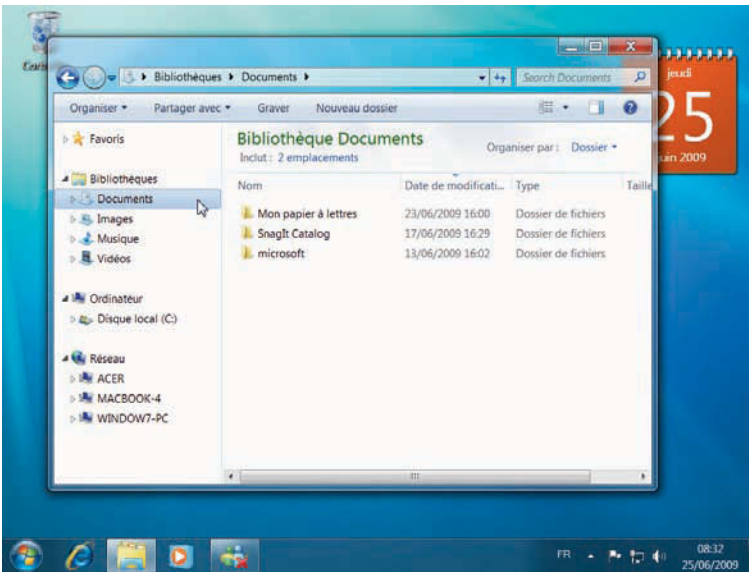 Bibliothèques Documents
Search Documents
jeudi
25
juin 2009
Organiser Partager avec Graver Nouveau dossier
Favoris
Bibliothèques
Documents
Images
Musique
Vidéos
Ordinateur
Disque local (C:)
Réseau
ACER
MACBOOK-4
WINDOW7-PC
Bibliothèque Documents
Inclut : 2 emplacements
Organiser par : Dossier
Nom Date de modificati... Type Taille
Mon papier à lettres 23/06/2009 16:00 Dossier de fichiers
SnagIt Catalog 17/06/2009 16:29 Dossier de fichiers
microsoft 13/06/2009 16:02 Dossier de fichiers
FR
08:32
25/06/2009